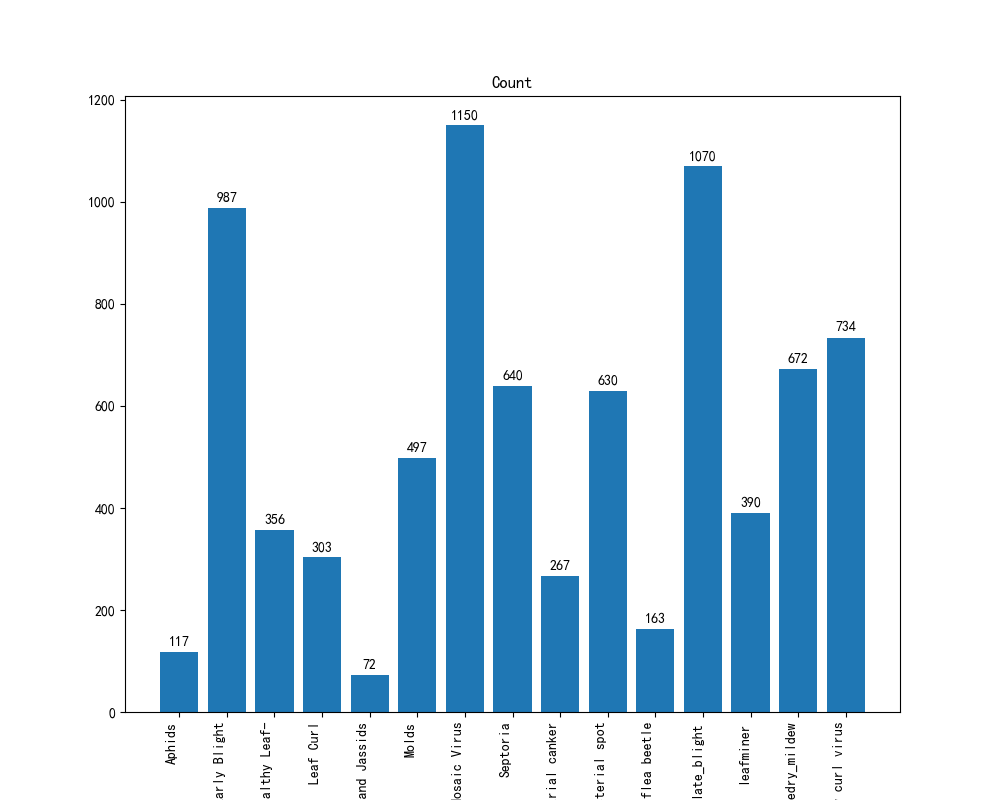 Count
1200
1000
800
600
400
200
0
117
987
356
303
72
497
1150
640
267
630
163
1070
390
672
734
Aphids
arly Blight
althy Leaf-
Leaf Curl
and Jassids
Molds
Mosaic Virus
Septoria
rial canker
terial spot
flea beetle
late_blight
leafminer
edry_mildew
curl virus